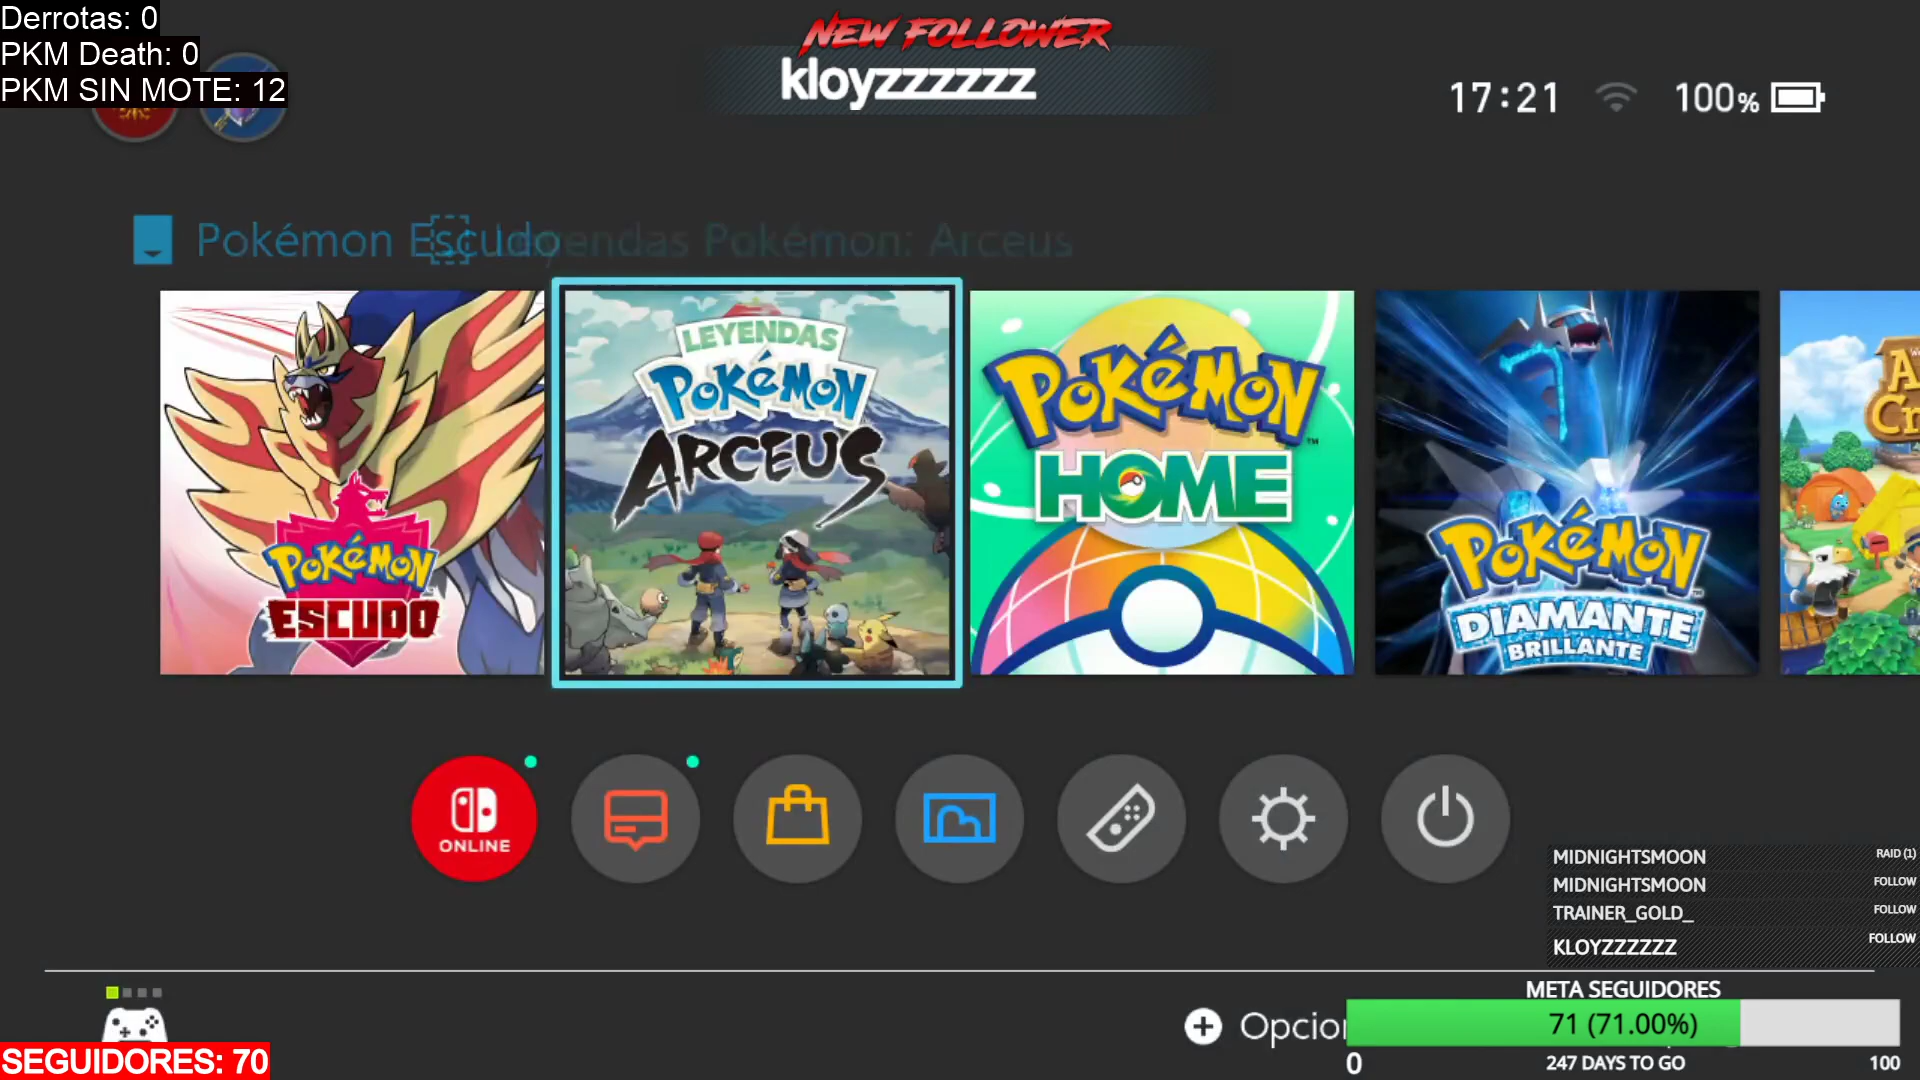 Derrotas: 0
PKM Death: 0
PKM SIN MOTE: 12
NEW FOLLOWER
kloyzzzzzz
17:21
100%
Pokémon Escudo
Leyendas Pokémon: Arceus
POKÉMON
ESCUDO
LEYENDAS
POKÉMON
ARCEUS
POKÉMON
HOME
POKÉMON
DIAMANTE
BRILLANTE
ONLINE
MIDNIGHTSMOON RAID (1)
MIDNIGHTSMOON FOLLOW
TRAINER_GOLD_ FOLLOW
KLOYZZZZZZ FOLLOW
META SEGUIDORES
71 (71.00%)
0 247 DAYS TO GO 100
SEGUIDORES: 70